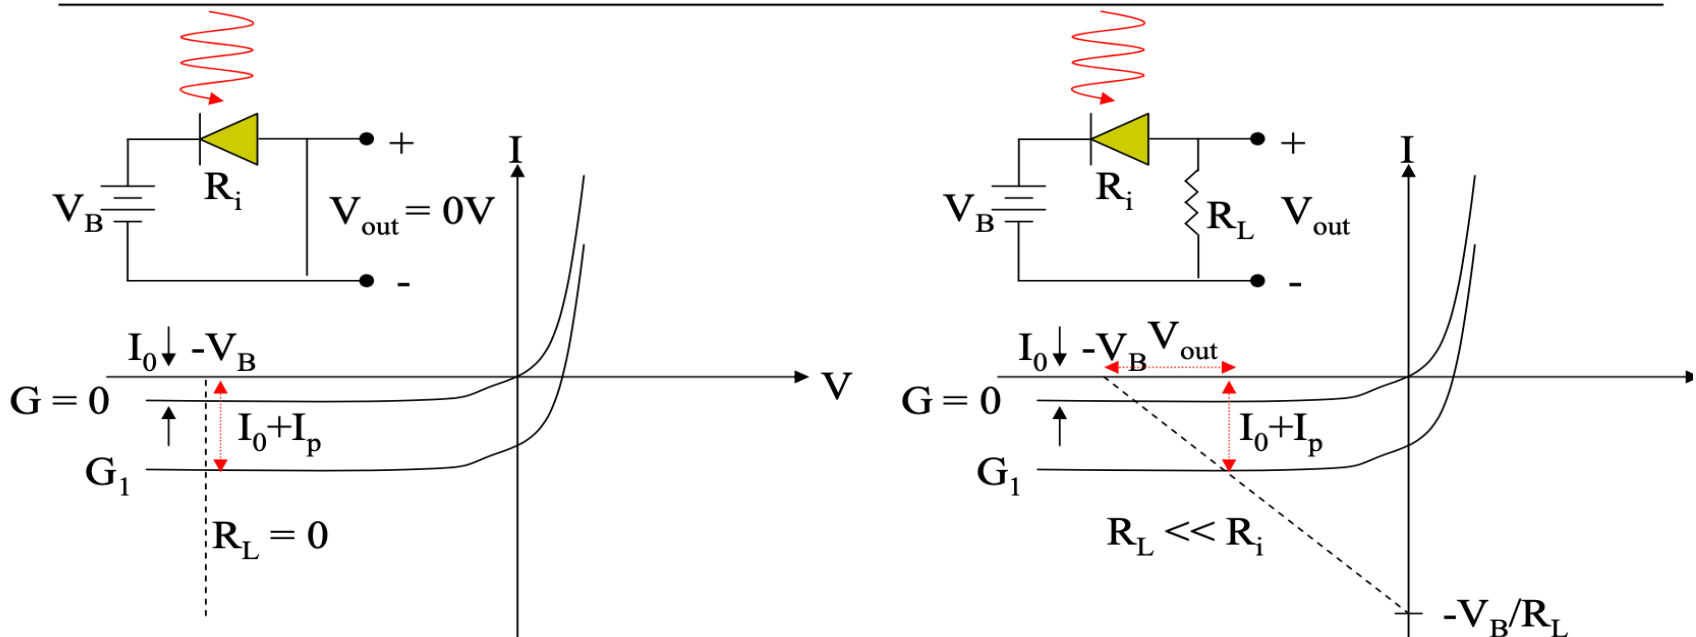 +
I
R_i
V_B
V_out = 0V
-
I_0
-V_B
V
G = 0
I_0+I_p
G_1
R_L = 0
+
I
R_i
V_B
R_L
V_out
-
I_0
-V_B
V_out
G = 0
I_0+I_p
G_1
R_L << R_i
-V_B/R_L